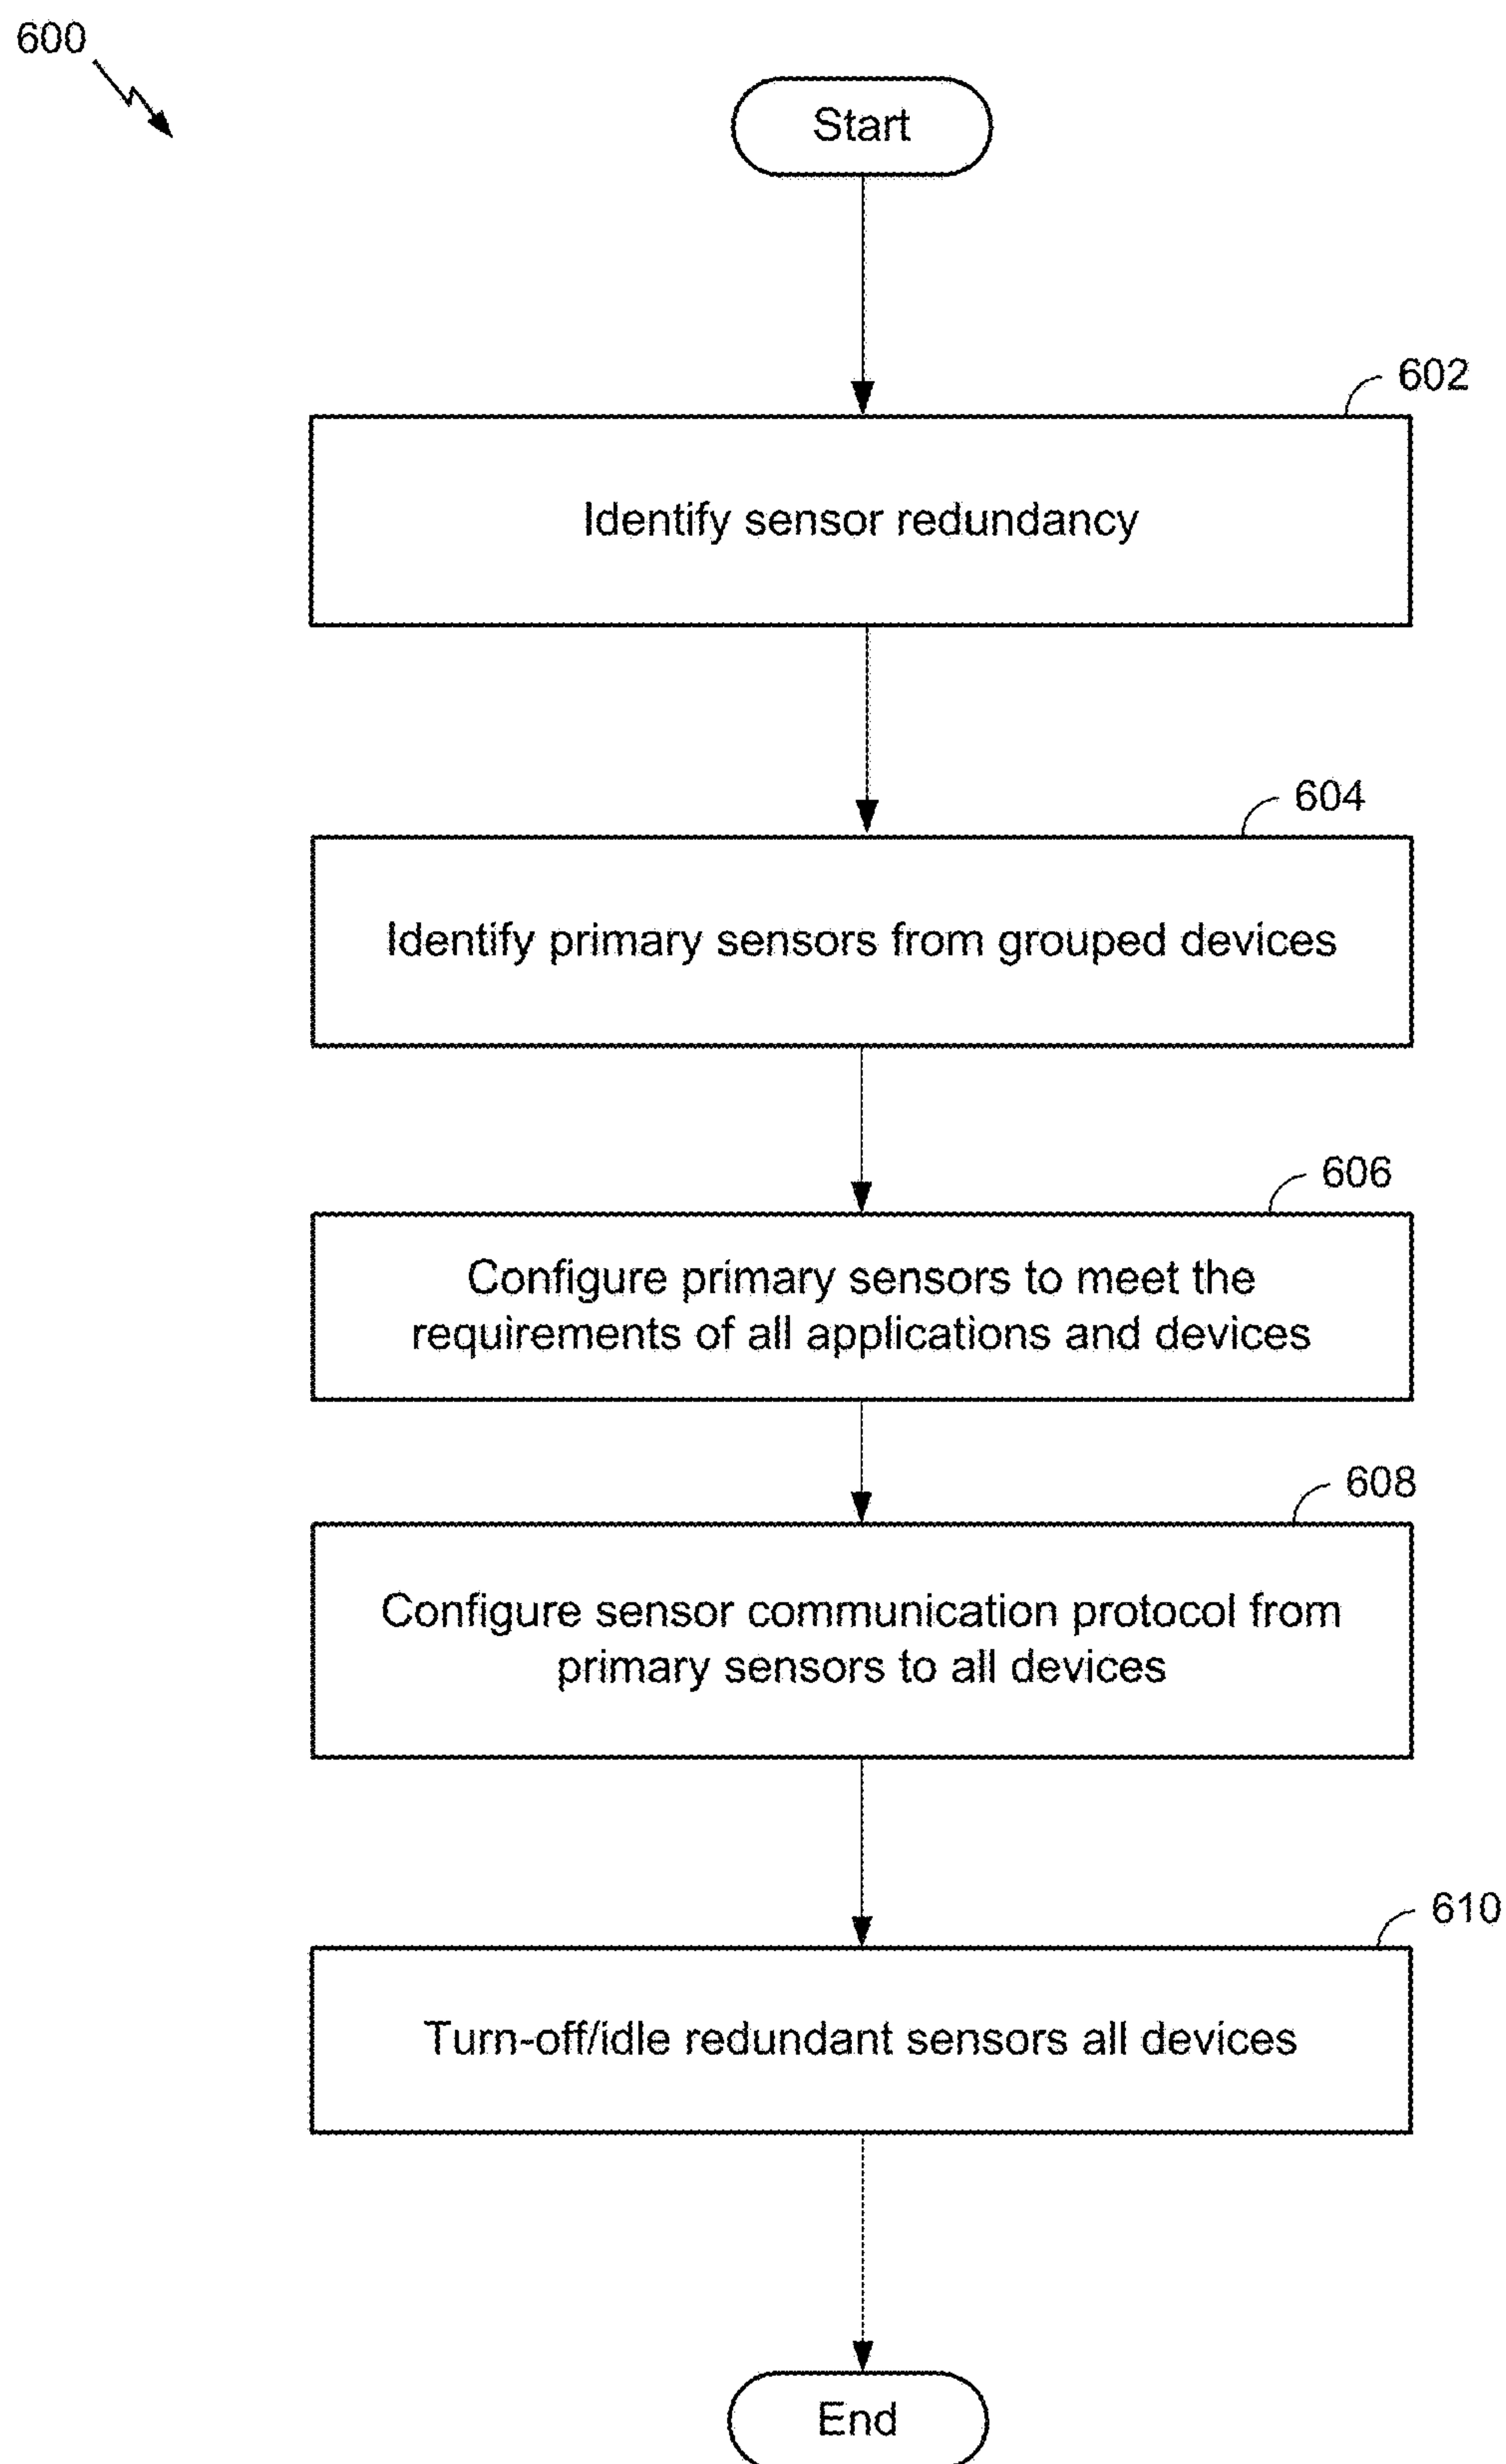 600
Start
602
Identify sensor redundancy
604
Identify primary sensors from grouped devices
606
Configure primary sensors to meet the
requirements of all applications and devices
608
Configure sensor communication protocol from
primary sensors to all devices
610
Turn-off/idle redundant sensors all devices
End